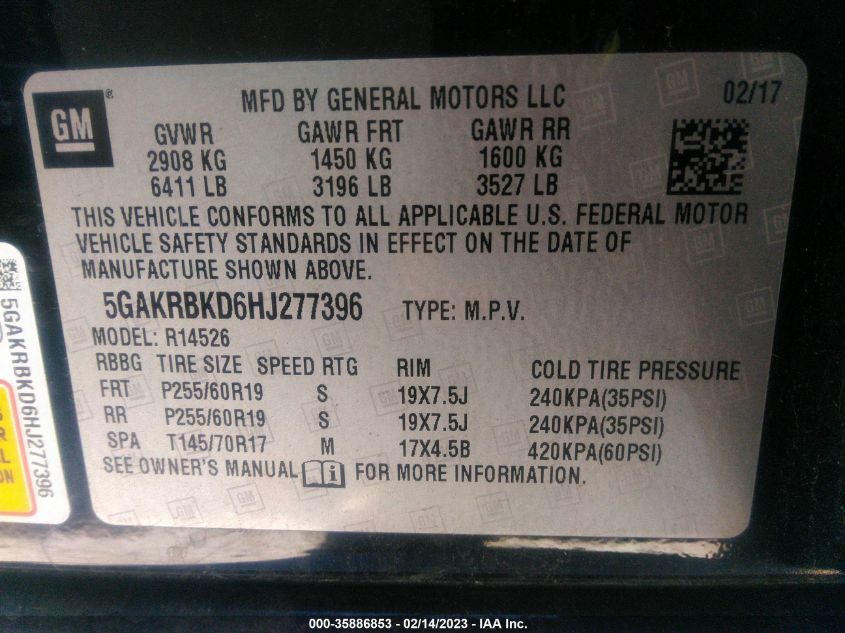 GM
®
MFD BY GENERAL MOTORS LLC 02/17
GVWR GAWR FRT GAWR RR
2908 KG 1450 KG 1600 KG
6411 LB 3196 LB 3527 LB
THIS VEHICLE CONFORMS TO ALL APPLICABLE U.S. FEDERAL MOTOR
VEHICLE SAFETY STANDARDS IN EFFECT ON THE DATE OF
MANUFACTURE SHOWN ABOVE.
5GAKRBKD6HJ277396 TYPE: M.P.V.
MODEL: R14526
RBBG TIRE SIZE SPEED RTG RIM COLD TIRE PRESSURE
FRT P255/60R19 S 19X7.5J 240KPA(35PSI)
RR P255/60R19 S 19X7.5J 240KPA(35PSI)
SPA T145/70R17 M 17X4.5B 420KPA(60PSI)
SEE OWNER'S MANUAL i FOR MORE INFORMATION.
5GAKRBKD6HJ277396
000-35886853 - 02/14/2023 - IAA Inc.